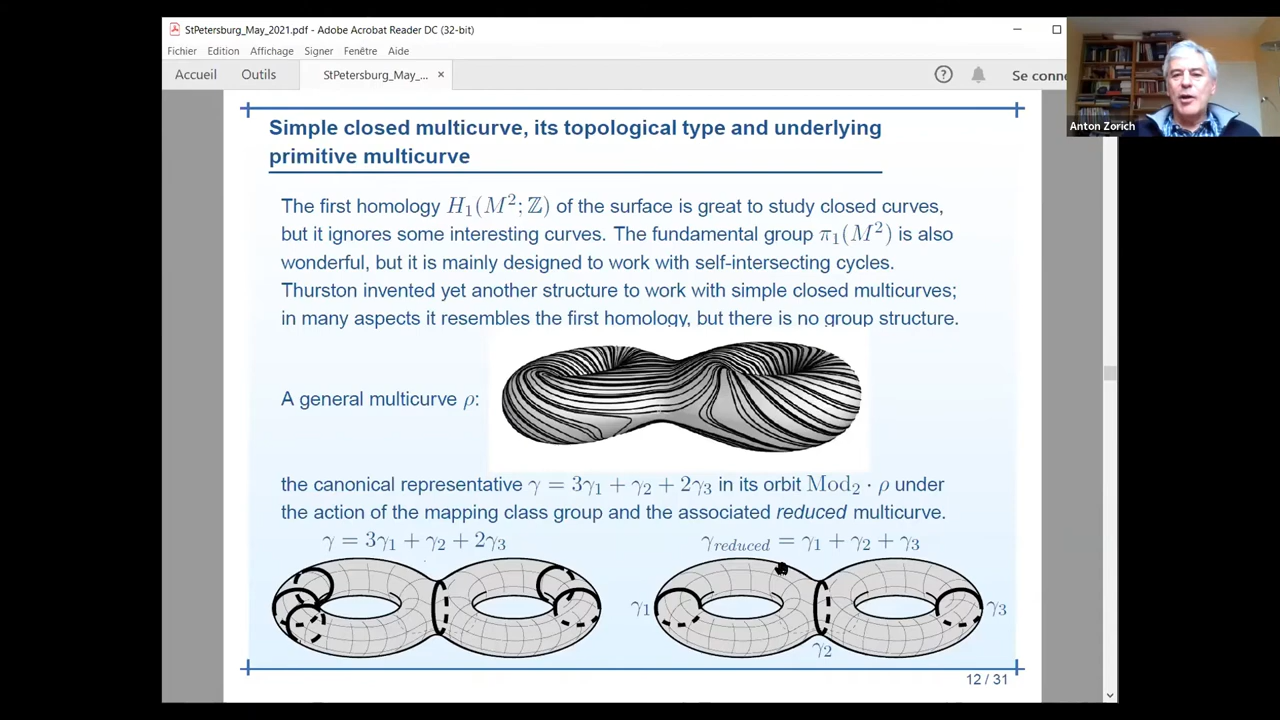 StPetersburg_May_2021.pdf - Adobe Acrobat Reader DC (32-bit)
Fichier Edition Affichage Signer Fenêtre Aide
Accueil Outils StPetersburg_May_... × ? Se conne
Anton Zorich
Simple closed multicurve, its topological type and underlying
primitive multicurve
The first homology H₁(M²; ℤ) of the surface is great to study closed curves,
but it ignores some interesting curves. The fundamental group π₁(M²) is also
wonderful, but it is mainly designed to work with self-intersecting cycles.
Thurston invented yet another structure to work with simple closed multicurves;
in many aspects it resembles the first homology, but there is no group structure.
A general multicurve ρ:
the canonical representative γ = 3γ₁ + γ₂ + 2γ₃ in its orbit Mod₂ · ρ under
the action of the mapping class group and the associated reduced multicurve.
γ = 3γ₁ + γ₂ + 2γ₃ γreduced = γ₁ + γ₂ + γ₃
γ₁ γ₃
γ₂
12 / 31